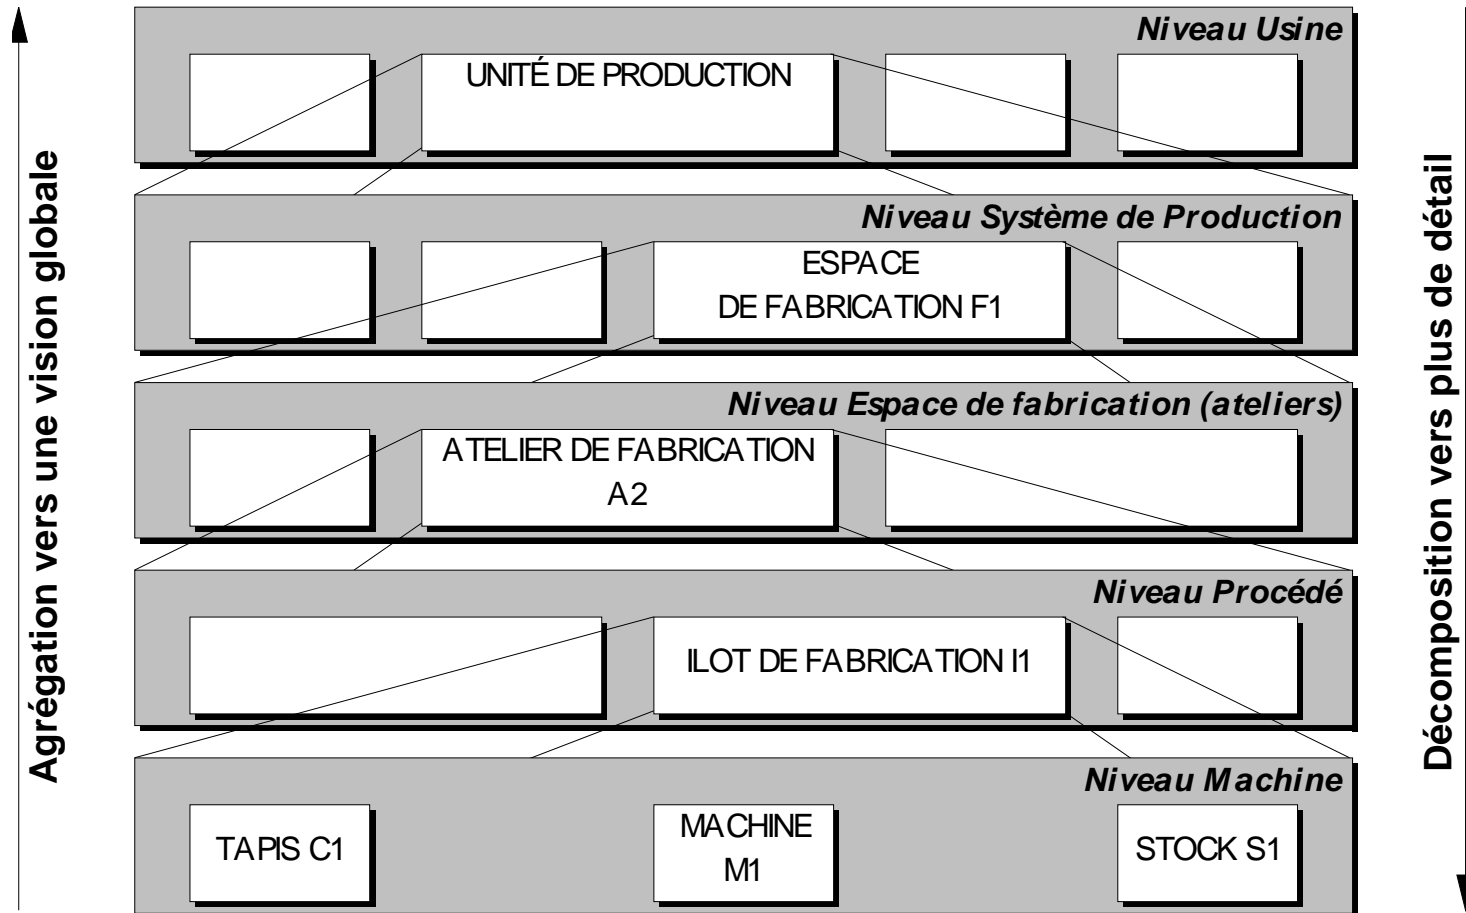 Niveau Usine
UNITÉ DE PRODUCTION
Niveau Système de Production
ESPACE
DE FABRICATION F1
Niveau Espace de fabrication (ateliers)
ATELIER DE FABRICATION
A2
Niveau Procédé
ILOT DE FABRICATION I1
Niveau Machine
TAPIS C1
MACHINE
M1
STOCK S1
Agrégation vers une vision globale
Décomposition vers plus de détail